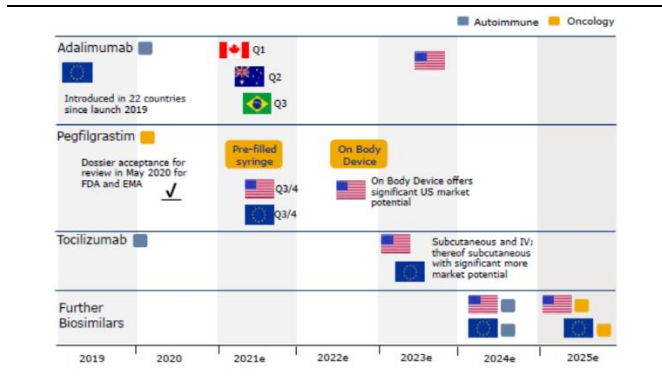 Autoimmune Oncology
Adalimumab
Q1
Q2
Q3
Introduced in 22 countries
since launch 2019
Pegfilgrastim
Dossier acceptance for
review in May 2020 for
FDA and EMA
Pre-filled
syringe
Q3/4
Q3/4
On Body
Device
On Body Device offers
significant US market
potential
Tocilizumab
Subcutaneous and IV;
thereof subcutaneous
with significant more
market potential
Further
Biosimilars
2019 2020 2021e 2022e 2023e 2024e 2025e